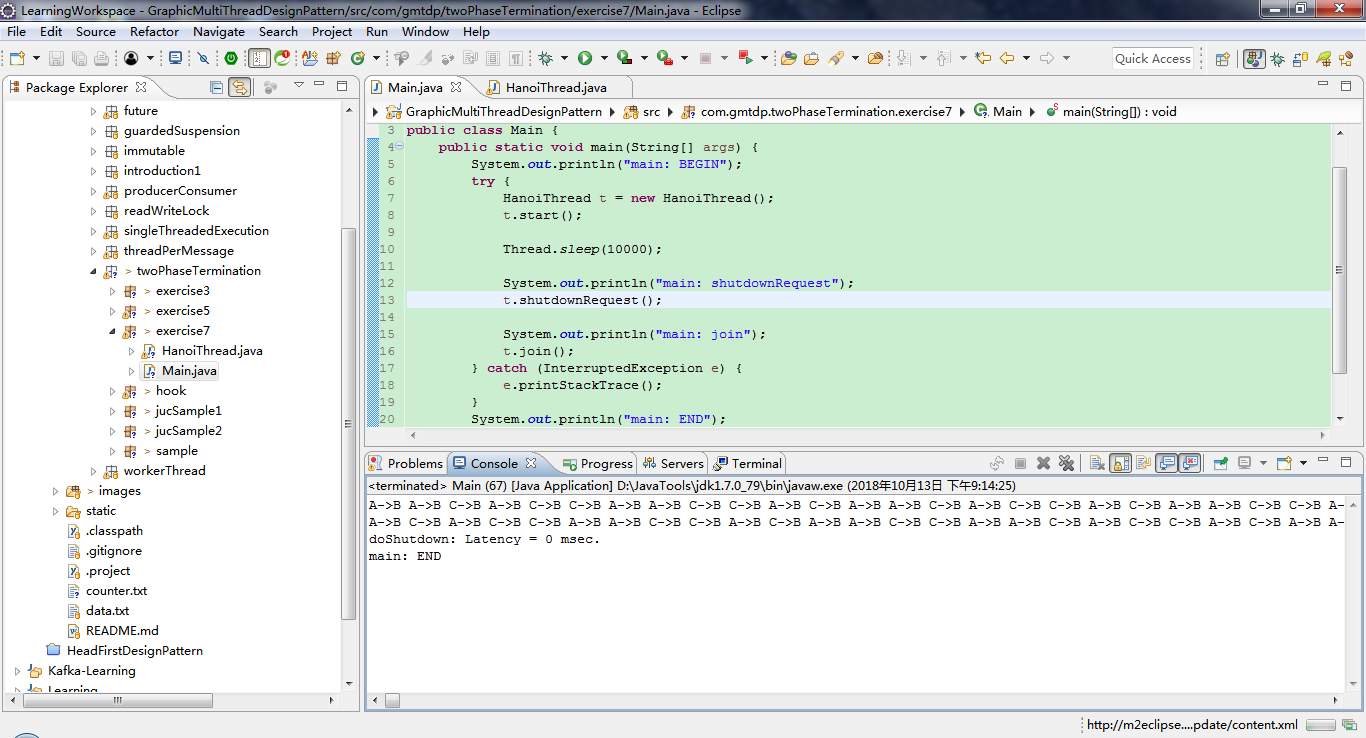 LearningWorkspace - GraphicMultiThreadDesignPattern/src/com/gmtdp/twoPhaseTermination/exercise7/Main.java - Eclipse
File Edit Source Refactor Navigate Search Project Run Window Help
Quick Access
Package Explorer
future
guardedSuspension
immutable
introduction1
producerConsumer
readWriteLock
singleThreadedExecution
threadPerMessage
> twoPhaseTermination
> exercise3
> exercise5
> exercise7
HanoiThread.java
Main.java
> hook
> jucSample1
> jucSample2
> sample
workerThread
> images
static
.classpath
.gitignore
.project
counter.txt
data.txt
README.md
HeadFirstDesignPattern
Kafka-Learning
Learning
Main.java HanoiThread.java
GraphicMultiThreadDesignPattern src com.gmtdp.twoPhaseTermination.exercise7 Main main(String[]) : void
3 public class Main {
4 public static void main(String[] args) {
5 System.out.println("main: BEGIN");
6 try {
7 HanoiThread t = new HanoiThread();
8 t.start();
9
10 Thread.sleep(10000);
11
12 System.out.println("main: shutdownRequest");
13 t.shutdownRequest();
14
15 System.out.println("main: join");
16 t.join();
17 } catch (InterruptedException e) {
18 e.printStackTrace();
19 }
20 System.out.println("main: END");
Problems Console Progress Servers Terminal
<terminated> Main (67) [Java Application] D:\JavaTools\jdk1.7.0_79\bin\javaw.exe (2018年10月13日 下午9:14:25)
A->B A->B C->B A->B C->B C->B A->B A->B C->B C->B A->B C->B A->B A->B C->B A->B C->B C->B A->B C->B A->B A->B C->B C->B A-
A->B A->B C->B A->B C->B C->B A->B A->B C->B A->B C->B A->B A->B C->B A->B C->B A->B A->B C->B A->B C->B C->B A->B A-
doShutdown: Latency = 0 msec.
main: END
http://m2eclipse....pdate/content.xml